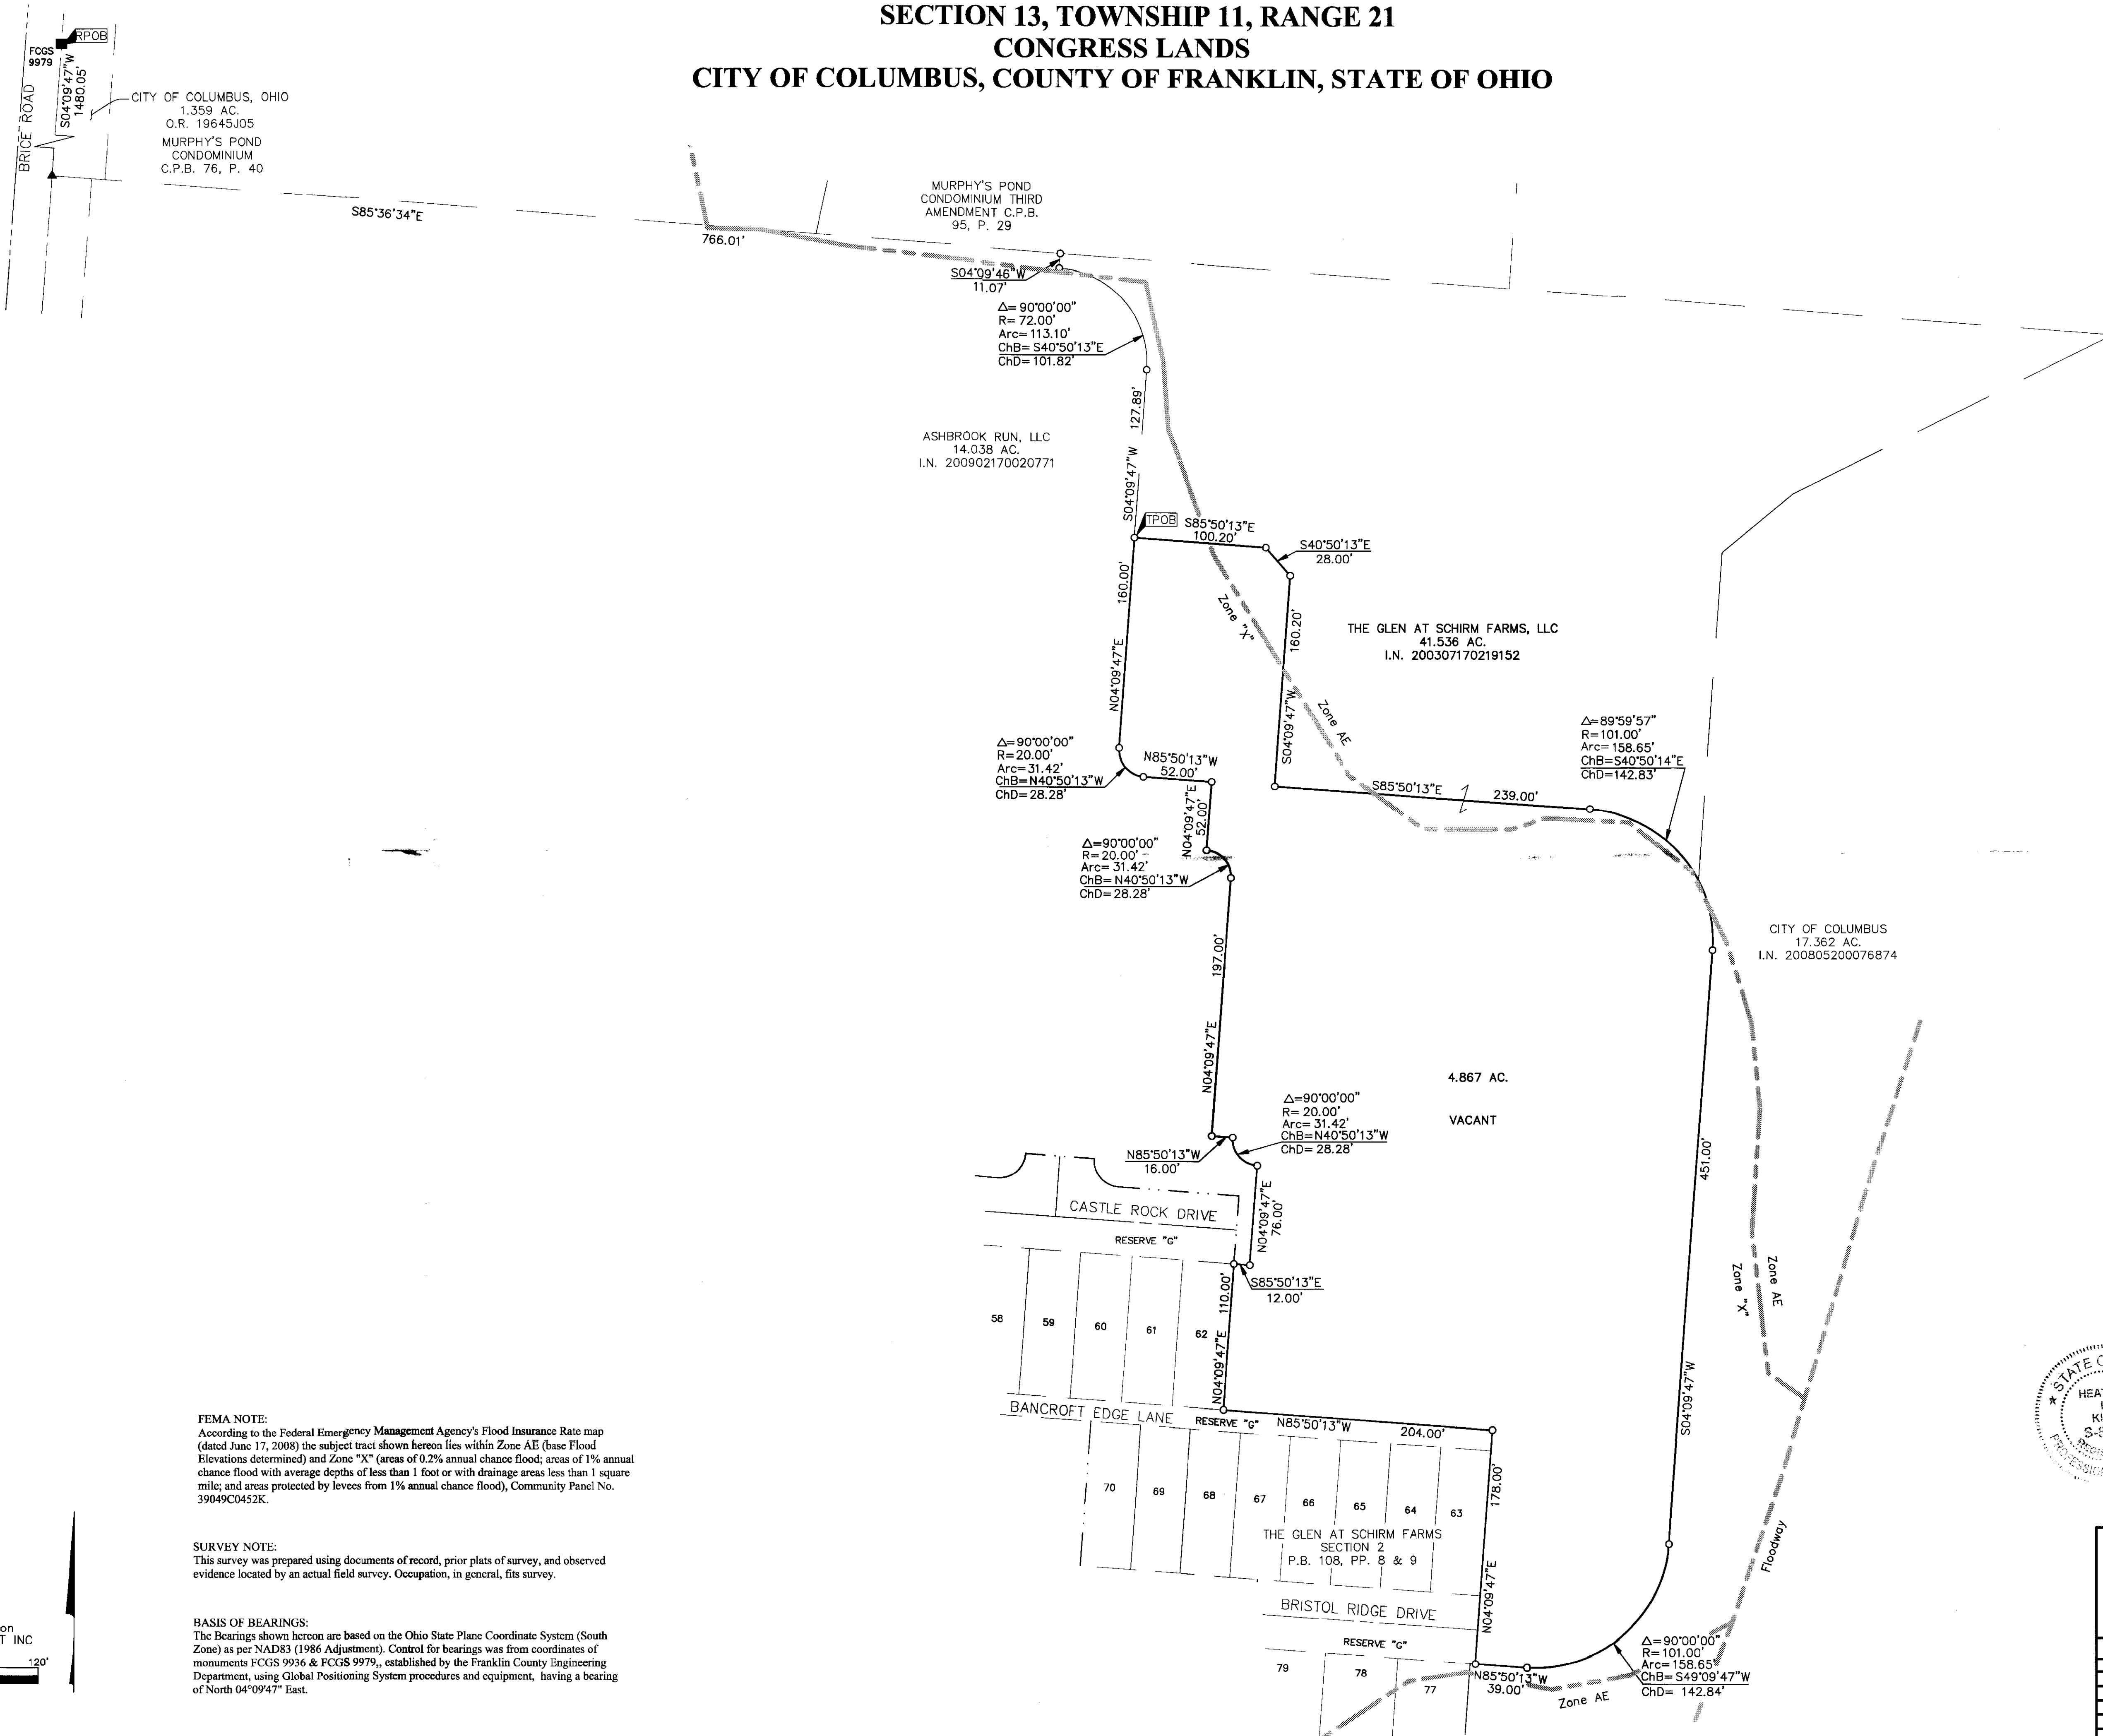 SECTION 13, TOWNSHIP 11, RANGE 21
CONGRESS LANDS
CITY OF COLUMBUS, COUNTY OF FRANKLIN, STATE OF OHIO
RPOB
FCGS
9979
S04°09'47"W
1480.05'
BRICE ROAD
CITY OF COLUMBUS, OHIO
1.359 AC.
O.R. 19645J05
MURPHY'S POND
CONDOMINIUM
C.P.B. 76, P. 40
S85°36'34"E
766.01'
MURPHY'S POND
CONDOMINIUM THIRD
AMENDMENT C.P.B.
95, P. 29
S04°09'46"W
11.07'
Δ= 90°00'00"
R= 72.00'
Arc= 113.10'
ChB= S40°50'13"E
ChD= 101.82'
S04°09'47"W 127.89'
ASHBROOK RUN, LLC
14.038 AC.
I.N. 200902170020771
TPOB
S85°50'13"E
100.20'
S40°50'13"E
28.00'
N04°09'47"E 160.00'
Zone "X"
S04°09'47"W 160.20'
THE GLEN AT SCHIRM FARMS, LLC
41.536 AC.
I.N. 200307170219152
Zone AE
Δ=90°00'00"
R=20.00'
Arc=31.42'
ChB=N40°50'13"W
ChD=28.28'
N85°50'13"W
52.00'
N04°09'47"E
52.00'
S85°50'13"E 239.00'
Δ=89°59'57"
R=101.00'
Arc=158.65'
ChB=S40°50'14"E
ChD=142.83'
Δ=90°00'00"
R=20.00'
Arc=31.42'
ChB=N40°50'13"W
ChD=28.28'
CITY OF COLUMBUS
17.362 AC.
I.N. 200805200076874
N04°09'47"E 197.00'
4.867 AC.
VACANT
Δ=90°00'00"
R= 20.00'
Arc= 31.42'
ChB=N40°50'13"W
ChD= 28.28'
N85°50'13"W
16.00'
N04°09'47"E
76.00'
S04°09'47"W 451.00'
CASTLE ROCK DRIVE
RESERVE "G"
S85°50'13"E
12.00'
N04°09'47"E 110.00'
58
59
60
61
62
Zone "X"
Zone AE
BANCROFT EDGE LANE
RESERVE "G"
N85°50'13"W 204.00'
70
69
68
67
66
65
64
63
N04°09'47"E 178.00'
THE GLEN AT SCHIRM FARMS
SECTION 2
P.B. 108, PP. 8 & 9
BRISTOL RIDGE DRIVE
RESERVE "G"
79
78
77
N85°50'13"W
39.00'
Zone AE
Δ=90°00'00"
R=101.00'
Arc=158.65'
ChB= S49°09'47"W
ChD= 142.84'
Floodway
STATE O
HEA
S-
FEMA NOTE:
According to the Federal Emergency Management Agency's Flood Insurance Rate map
(dated June 17, 2008) the subject tract shown hereon lies within Zone AE (base Flood
Elevations determined) and Zone "X" (areas of 0.2% annual chance flood; areas of 1% annual
chance flood with average depths of less than 1 foot or with drainage areas less than 1 square
mile; and areas protected by levees from 1% annual chance flood), Community Panel No.
39049C0452K.
SURVEY NOTE:
This survey was prepared using documents of record, prior plats of survey, and observed
evidence located by an actual field survey. Occupation, in general, fits survey.
BASIS OF BEARINGS:
The Bearings shown hereon are based on the Ohio State Plane Coordinate System (South
Zone) as per NAD83 (1986 Adjustment). Control for bearings was from coordinates of
monuments FCGS 9936 & FCGS 9979,, established by the Franklin County Engineering
Department, using Global Positioning System procedures and equipment, having a bearing
of North 04°09'47" East.
on
T INC
120'